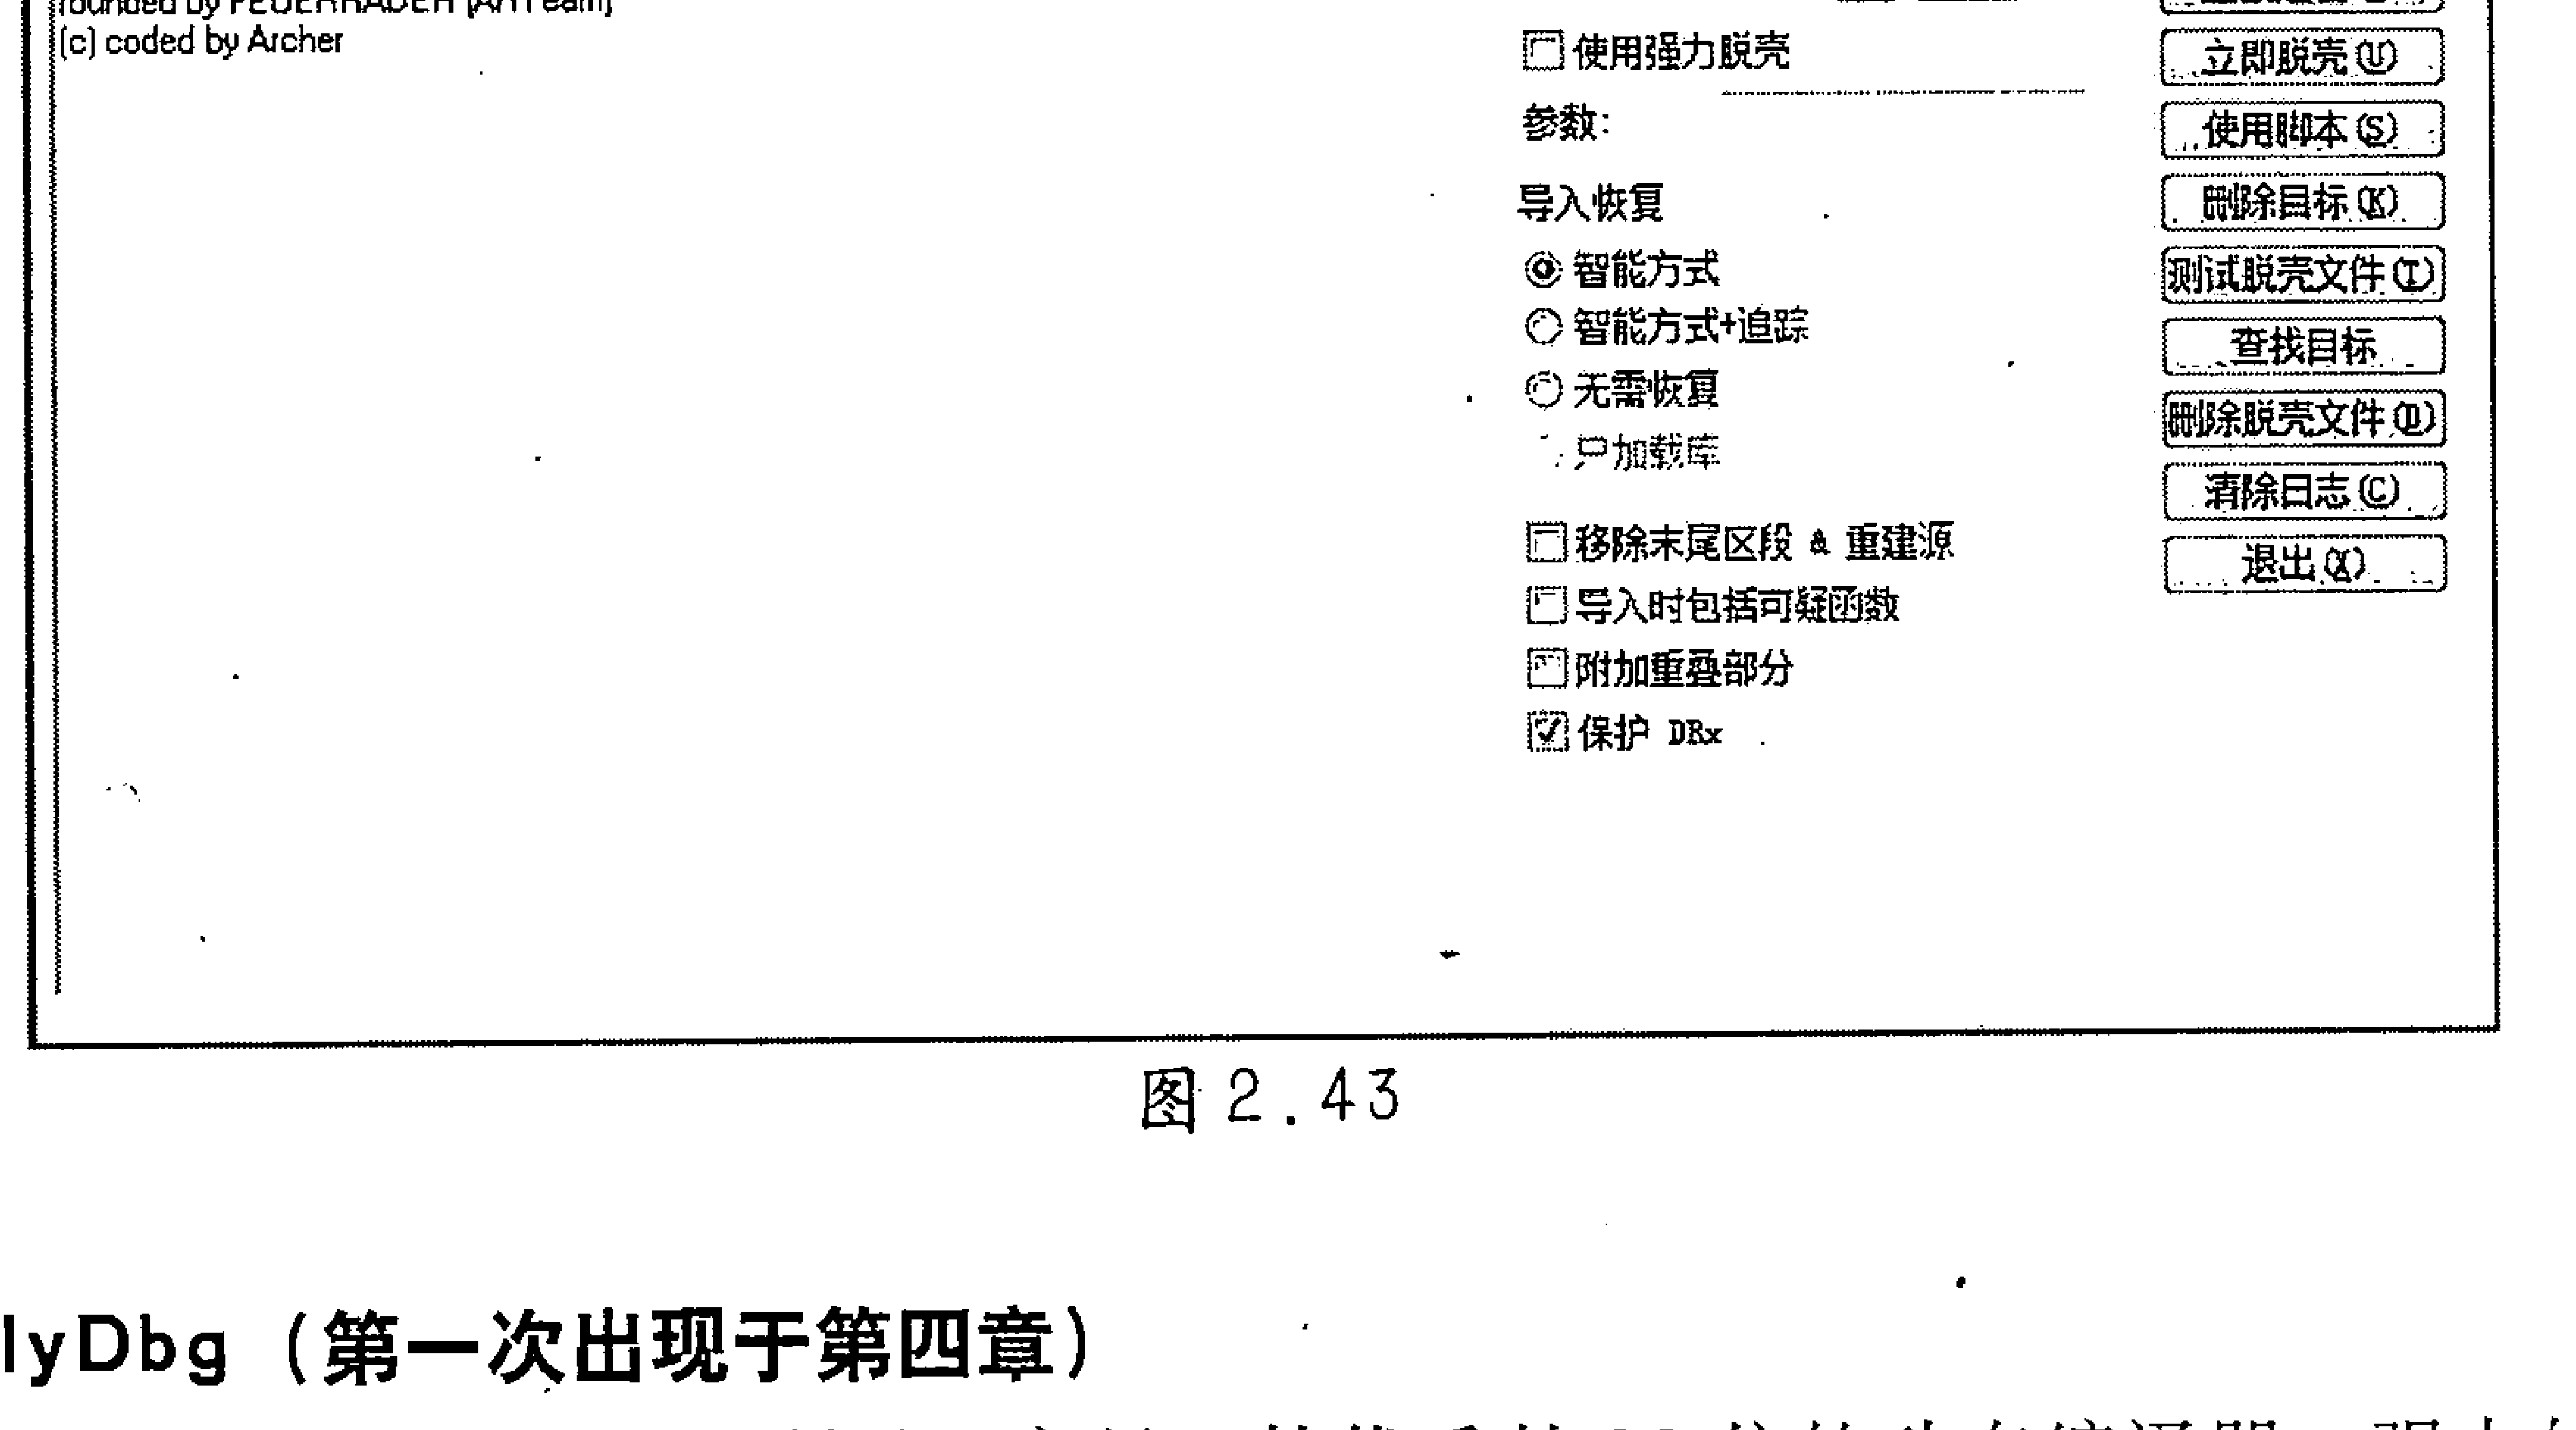 founded by FEUERRADER [AHTeam]
(c) coded by Archer
使用强力脱壳
参数:
导入恢复
智能方式
智能方式+追踪
无需恢复
加载库
移除末尾区段 & 重建源
导入时包括可疑函数
附加重叠部分
保护 DRx
立即脱壳(U)
使用脚本(S)
删除目标(K)
测试脱壳文件(T)
查找目标
删除脱壳文件(D)
清除日志(C)
退出(X)
图 2.43
lyDbg (第一次出现于第四章)